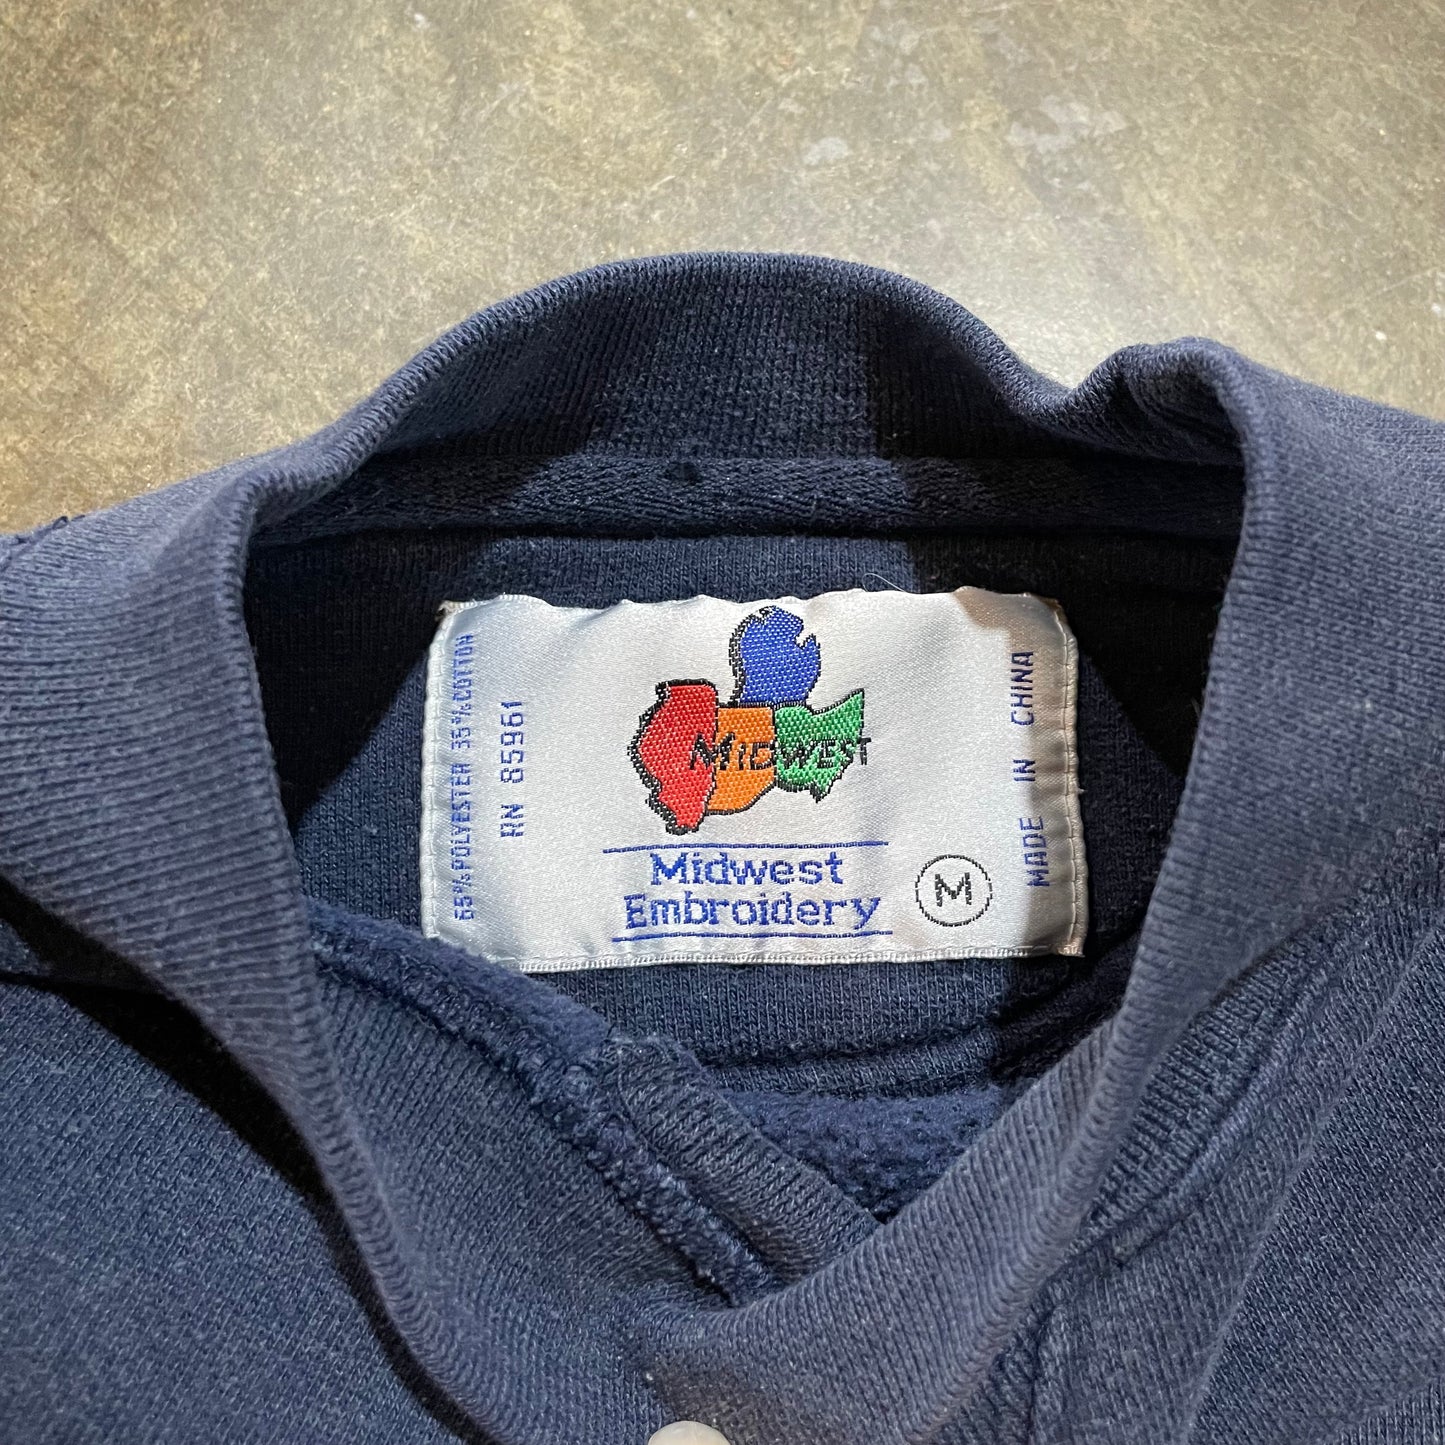 65% POLYESTER 35% COTTON
RN 85961
MIDWEST
Midwest
Embroidery
M
MADE IN CHINA